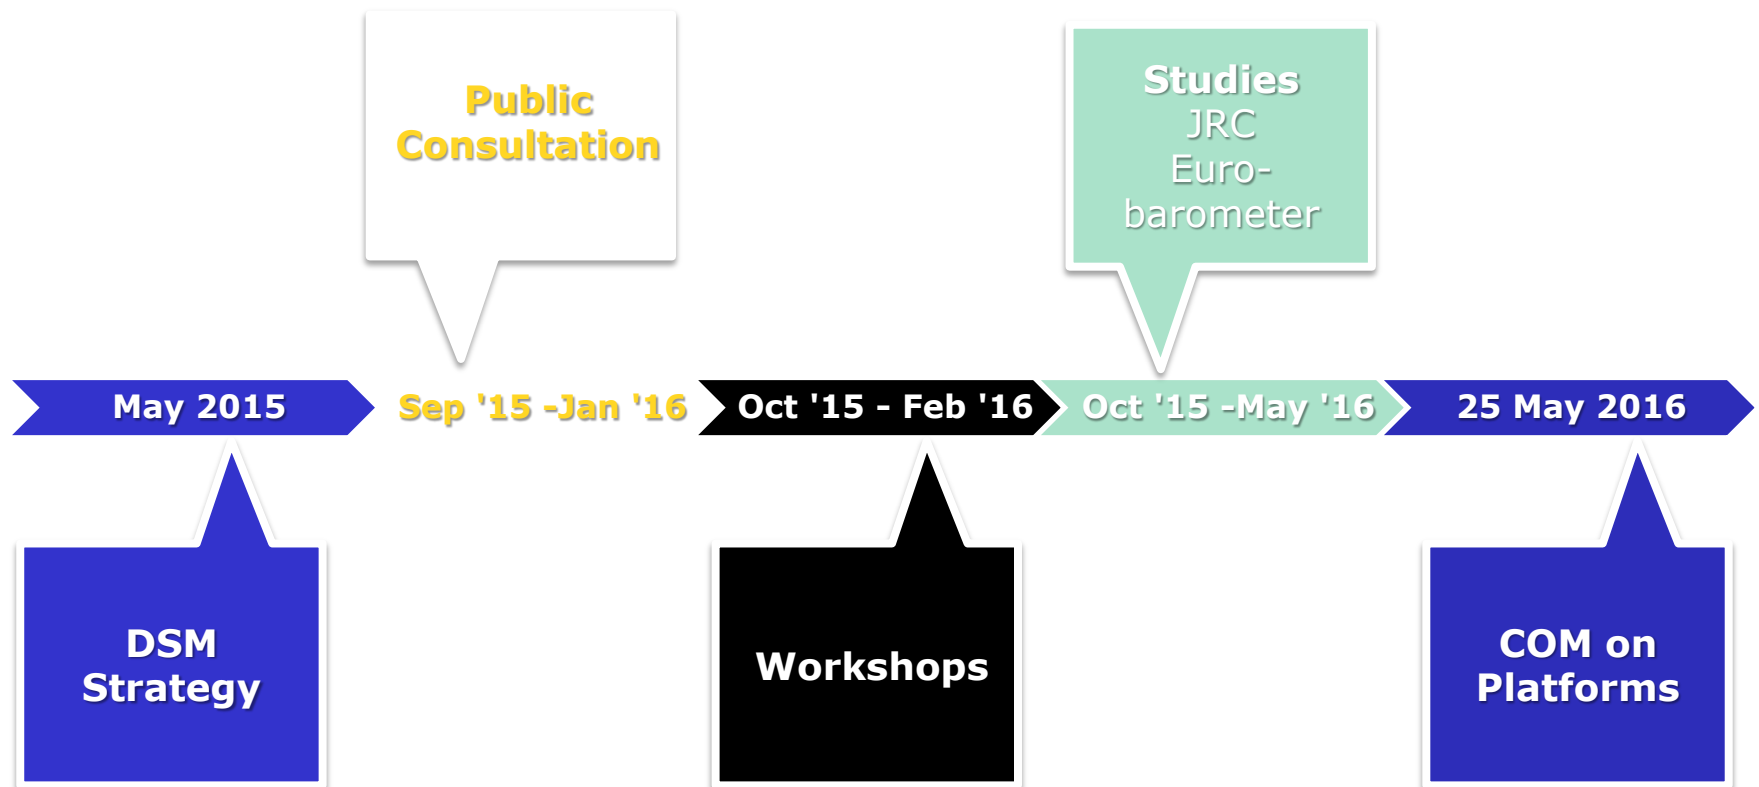 Public
Consultation
Studies
JRC
Euro-
barometer
May 2015
Sep '15 -Jan '16
Oct '15 - Feb '16
Oct '15 -May '16
25 May 2016
DSM
Strategy
Workshops
COM on
Platforms